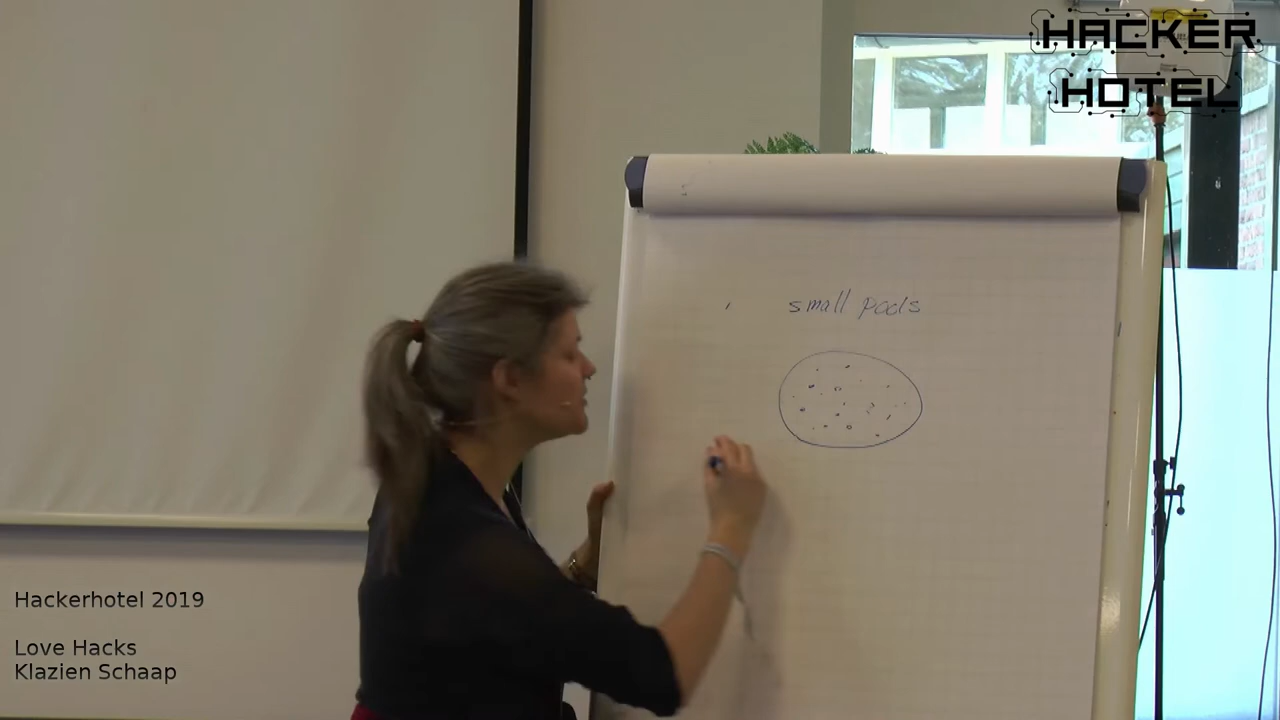 HACKER
HOTEL
small pods
Hackerhotel 2019
Love Hacks
Klazien Schaap